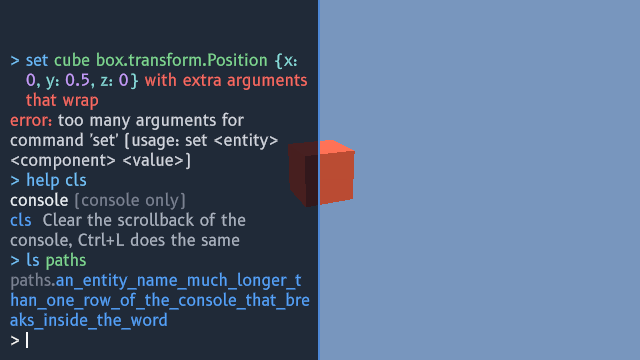 > set cube box.transform.Position {x:
0, y: 0.5, z: 0} with extra arguments
that wrap
error: too many arguments for
command 'set' [usage: set <entity>
<component> <value>]
> help cls
console [console only]
cls  Clear the scrollback of the
console, Ctrl+L does the same
> ls paths
paths.an_entity_name_much_longer_t
han_one_row_of_the_console_that_bre
aks_inside_the_word
>